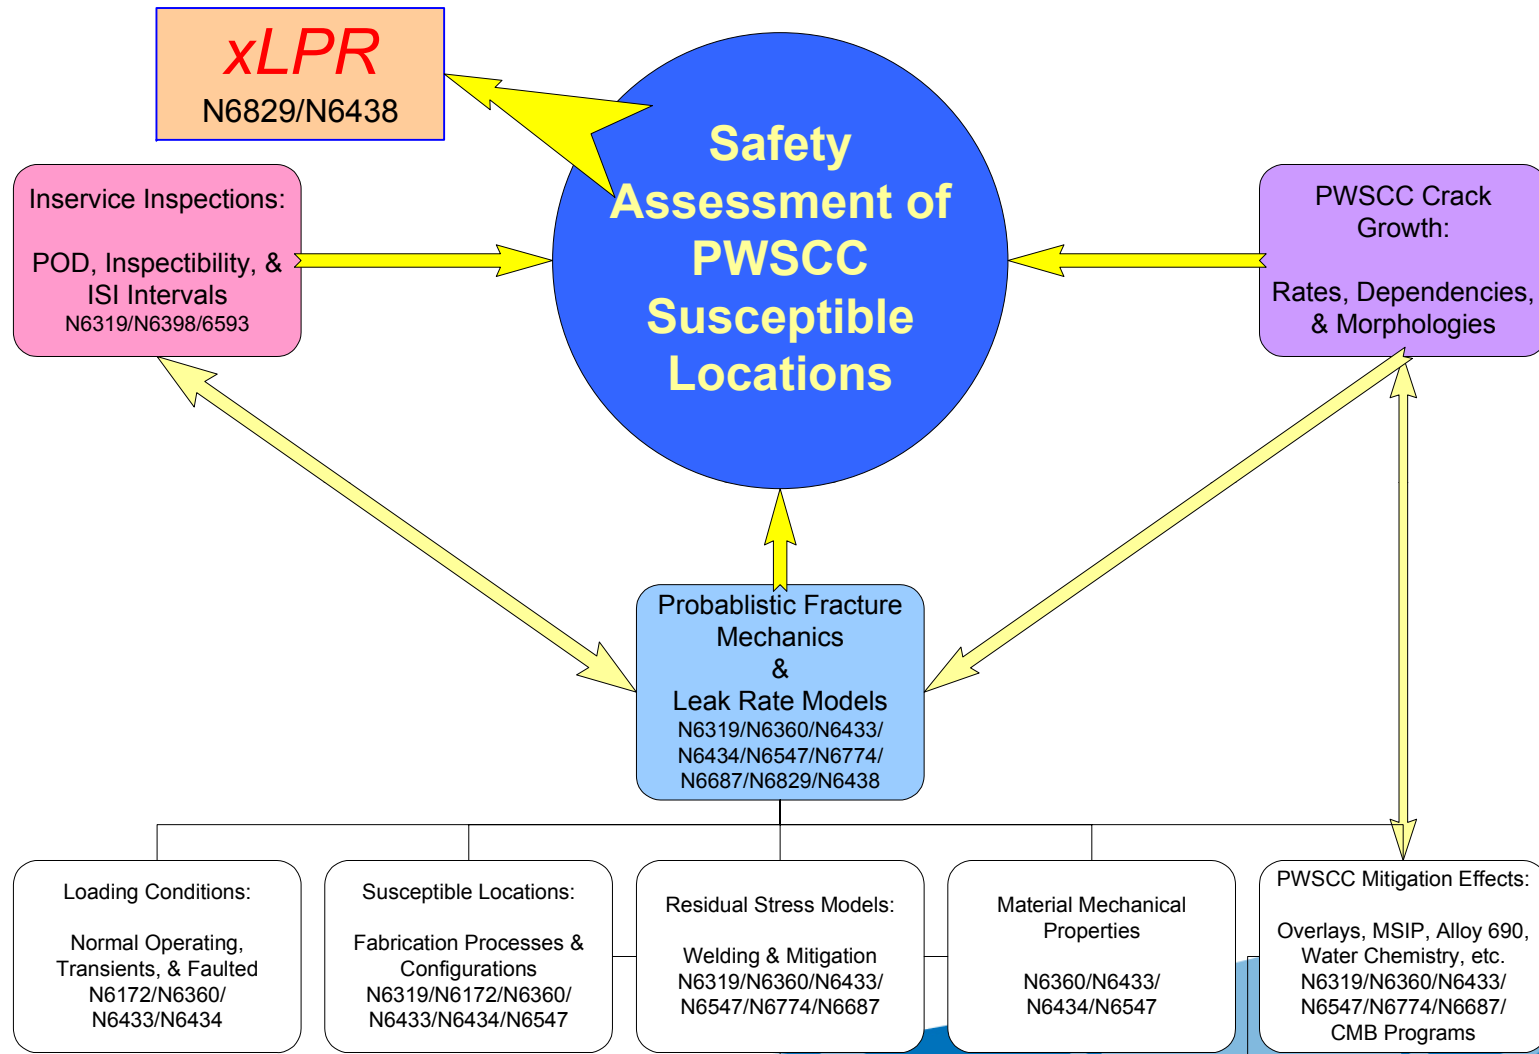 xLPR
N6829/N6438
Safety
Assessment of
PWSCC
Susceptible
Locations
Inservice Inspections:
POD, Inspectibility, &
ISI Intervals
N6319/N6398/6593
PWSCC Crack
Growth:
Rates, Dependencies,
& Morphologies
Probablistic Fracture
Mechanics
&
Leak Rate Models
N6319/N6360/N6433/
N6434/N6547/N6774/
N6687/N6829/N6438
Loading Conditions:
Normal Operating,
Transients, & Faulted
N6172/N6360/
N6433/N6434
Susceptible Locations:
Fabrication Processes &
Configurations
N6319/N6172/N6360/
N6433/N6434/N6547
Residual Stress Models:
Welding & Mitigation
N6319/N6360/N6433/
N6547/N6774/N6687
Material Mechanical
Properties
N6360/N6433/
N6434/N6547
PWSCC Mitigation Effects:
Overlays, MSIP, Alloy 690,
Water Chemistry, etc.
N6319/N6360/N6433/
N6547/N6774/N6687/
CMB Programs